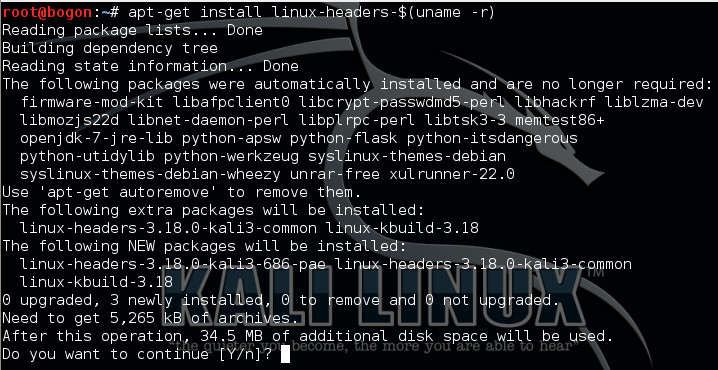 root@bogon:~# apt-get install linux-headers-$(uname -r)
Reading package lists... Done
Building dependency tree
Reading state information... Done
The following packages were automatically installed and are no longer required:
  firmware-mod-kit libafpclient0 libcrypt-passwdmd5-perl libhackrf liblzma-dev
  libmozjs22d libnet-daemon-perl libplrpc-perl libtsk3-3 memtest86+
  openjdk-7-jre-lib python-apsw python-flask python-itsdangerous
  python-utidylib python-werkzeug syslinux-themes-debian
  syslinux-themes-debian-wheezy unrar-free xulrunner-22.0
Use 'apt-get autoremove' to remove them.
The following extra packages will be installed:
  linux-headers-3.18.0-kali3-common linux-kbuild-3.18
The following NEW packages will be installed:
  linux-headers-3.18.0-kali3-686-pae linux-headers-3.18.0-kali3-common
  linux-kbuild-3.18
0 upgraded, 3 newly installed, 0 to remove and 0 not upgraded.
Need to get 5,265 kB of archives.
After this operation, 34.5 MB of additional disk space will be used.
Do you want to continue [Y/n]?
KALI LINUX™
"the quieter you become, the more you are able to hear"